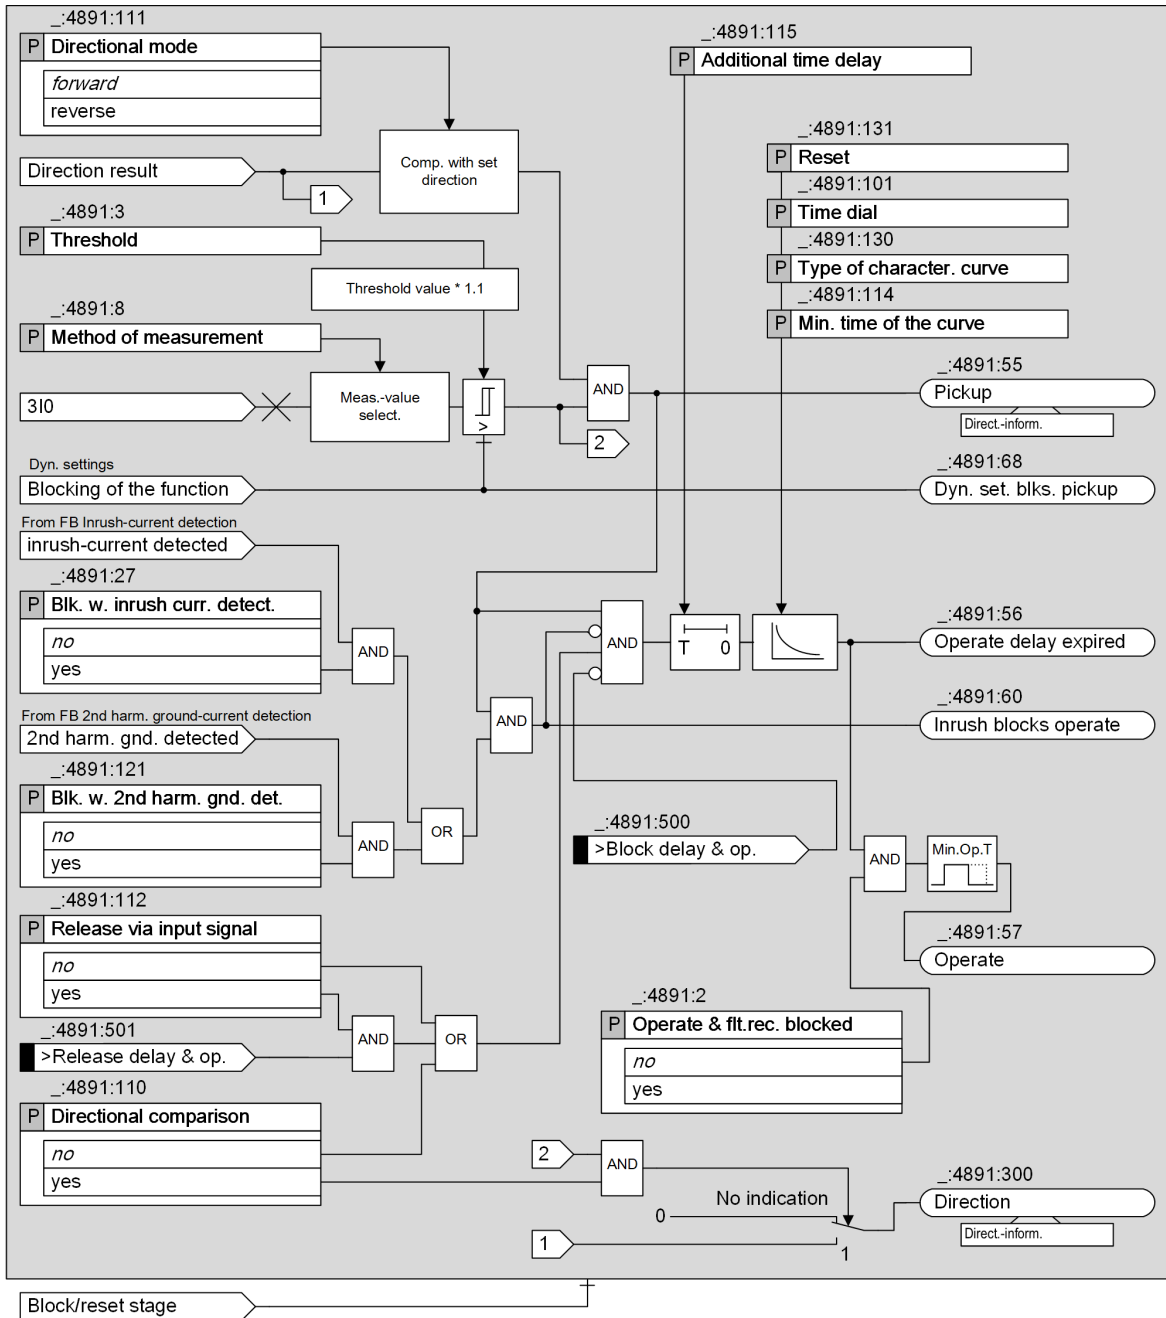 _:4891:111
P Directional mode
forward
reverse
Direction result
1
Comp. with set
direction
_:4891:3
P Threshold
Threshold value * 1.1
_:4891:8
P Method of measurement
3I0
Meas.-value
select.
>
AND
2
_:4891:115
P Additional time delay
_:4891:131
P Reset
_:4891:101
P Time dial
_:4891:130
P Type of character. curve
_:4891:114
P Min. time of the curve
_:4891:55
Pickup
Direct.-inform.
Dyn. settings
Blocking of the function
_:4891:68
Dyn. set. blks. pickup
From FB Inrush-current detection
inrush-current detected
_:4891:27
P Blk. w. inrush curr. detect.
no
yes
AND
From FB 2nd harm. ground-current detection
2nd harm. gnd. detected
_:4891:121
P Blk. w. 2nd harm. gnd. det.
no
yes
AND
OR
AND
AND
T 0
_:4891:56
Operate delay expired
_:4891:60
Inrush blocks operate
_:4891:500
>Block delay & op.
_:4891:112
P Release via input signal
no
yes
_:4891:501
>Release delay & op.
AND
OR
_:4891:110
P Directional comparison
no
yes
AND
Min.Op.T
_:4891:57
Operate
_:4891:2
P Operate & flt.rec. blocked
no
yes
2
AND
No indication
0
1
1
_:4891:300
Direction
Direct.-inform.
Block/reset stage